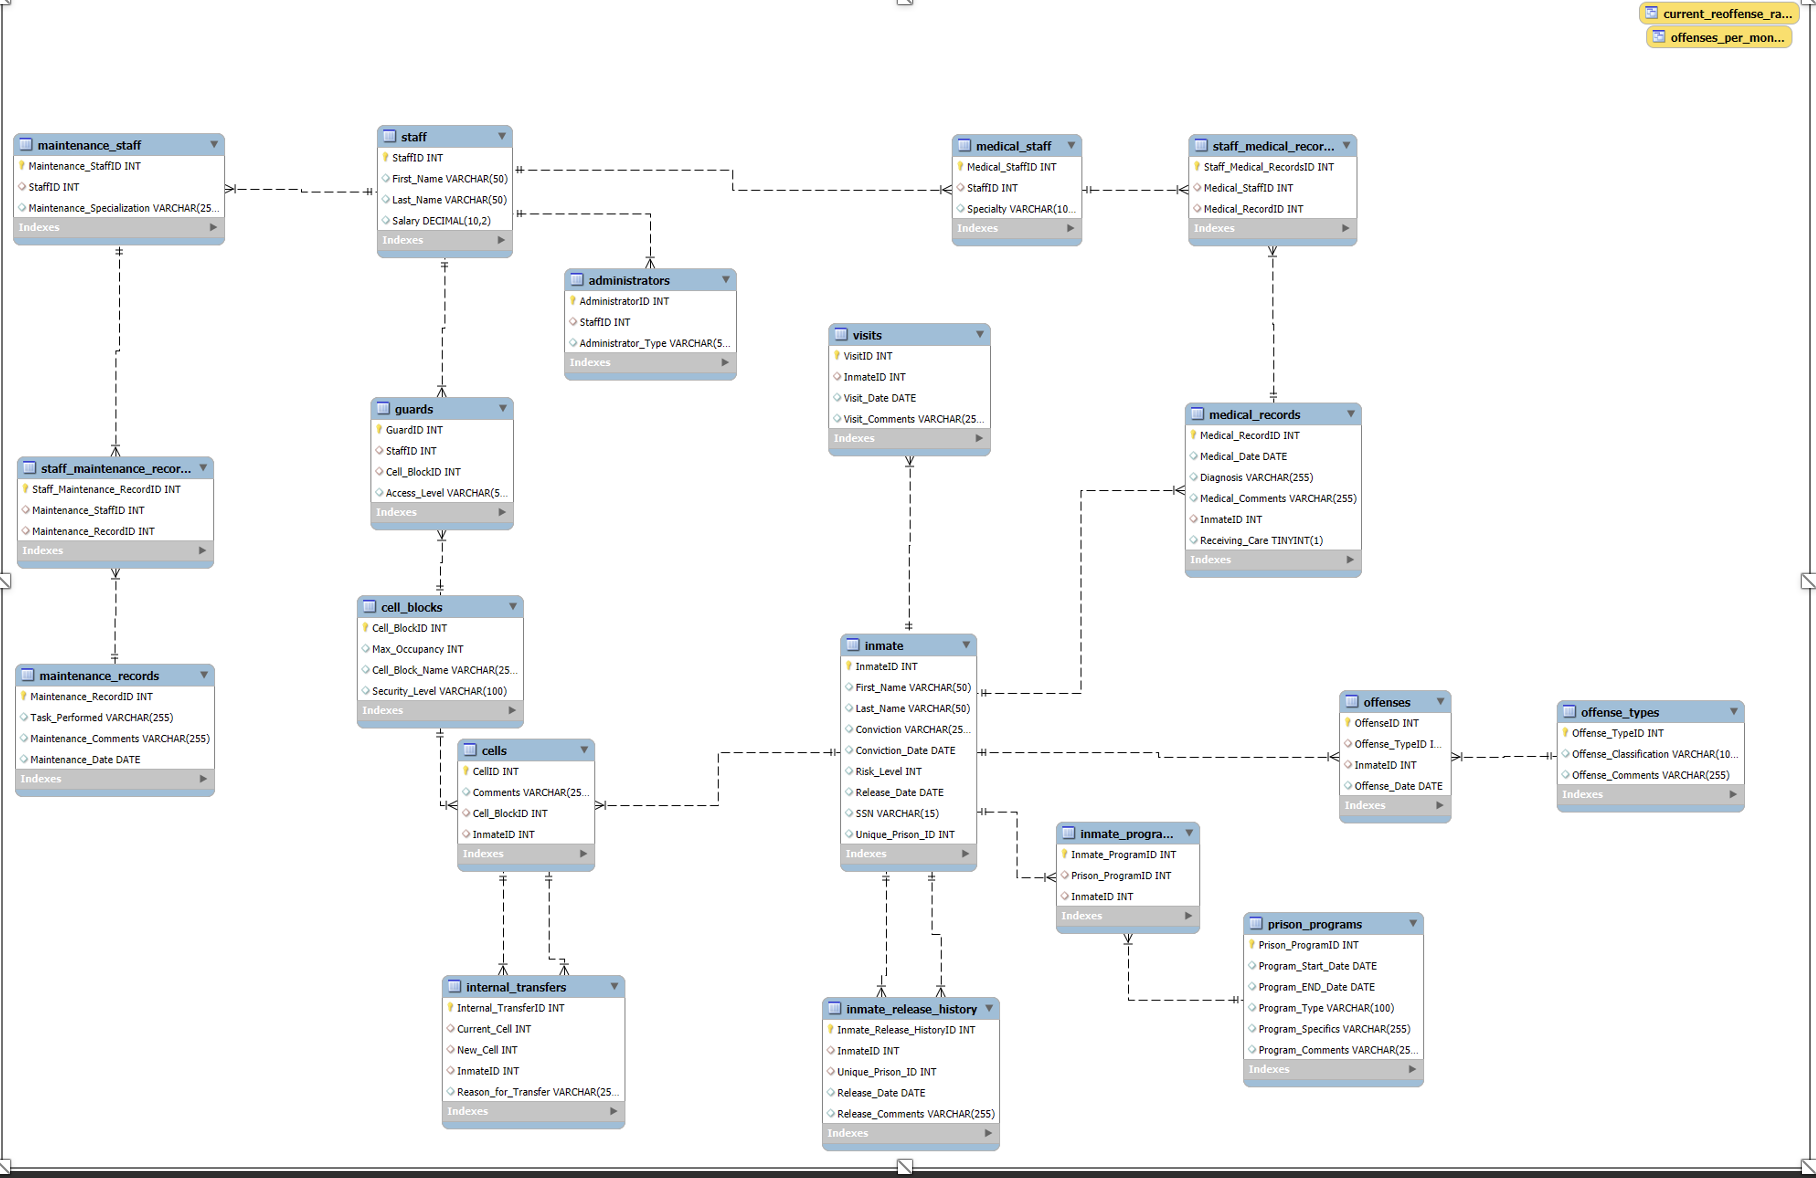 current_reoffense_ra...
offenses_per_mon...
maintenance_staff
Maintenance_StaffID INT
StaffID INT
Maintenance_Specialization VARCHAR(25...
Indexes
staff
StaffID INT
First_Name VARCHAR(50)
Last_Name VARCHAR(50)
Salary DECIMAL(10,2)
Indexes
medical_staff
Medical_StaffID INT
StaffID INT
Specialty VARCHAR(10...
Indexes
staff_medical_recor...
Staff_Medical_RecordsID INT
Medical_StaffID INT
Medical_RecordID INT
Indexes
administrators
AdministratorID INT
StaffID INT
Administrator_Type VARCHAR(5...
Indexes
visits
VisitID INT
InmateID INT
Visit_Date DATE
Visit_Comments VARCHAR(25...
Indexes
guards
GuardID INT
StaffID INT
Cell_BlockID INT
Access_Level VARCHAR(5...
Indexes
medical_records
Medical_RecordID INT
Medical_Date DATE
Diagnosis VARCHAR(255)
Medical_Comments VARCHAR(255)
InmateID INT
Receiving_Care TINYINT(1)
Indexes
staff_maintenance_recor...
Staff_Maintenance_RecordID INT
Maintenance_StaffID INT
Maintenance_RecordID INT
Indexes
cell_blocks
Cell_BlockID INT
Max_Occupancy INT
Cell_Block_Name VARCHAR(25...
Security_Level VARCHAR(100)
Indexes
inmate
InmateID INT
First_Name VARCHAR(50)
Last_Name VARCHAR(50)
Conviction VARCHAR(25...
Conviction_Date DATE
Risk_Level INT
Release_Date DATE
SSN VARCHAR(15)
Unique_Prison_ID INT
Indexes
maintenance_records
Maintenance_RecordID INT
Task_Performed VARCHAR(255)
Maintenance_Comments VARCHAR(255)
Maintenance_Date DATE
Indexes
offenses
OffenseID INT
Offense_TypeID I...
InmateID INT
Offense_Date DATE
Indexes
offense_types
Offense_TypeID INT
Offense_Classification VARCHAR(10...
Offense_Comments VARCHAR(255)
Indexes
cells
CellID INT
Comments VARCHAR(25...
Cell_BlockID INT
InmateID INT
Indexes
inmate_progra...
Inmate_ProgramID INT
Prison_ProgramID INT
InmateID INT
Indexes
prison_programs
Prison_ProgramID INT
Program_Start_Date DATE
Program_END_Date DATE
Program_Type VARCHAR(100)
Program_Specifics VARCHAR(255)
Program_Comments VARCHAR(25...
Indexes
internal_transfers
Internal_TransferID INT
Current_Cell INT
New_Cell INT
InmateID INT
Reason_for_Transfer VARCHAR(25...
Indexes
inmate_release_history
Inmate_Release_HistoryID INT
InmateID INT
Unique_Prison_ID INT
Release_Date DATE
Release_Comments VARCHAR(255)
Indexes